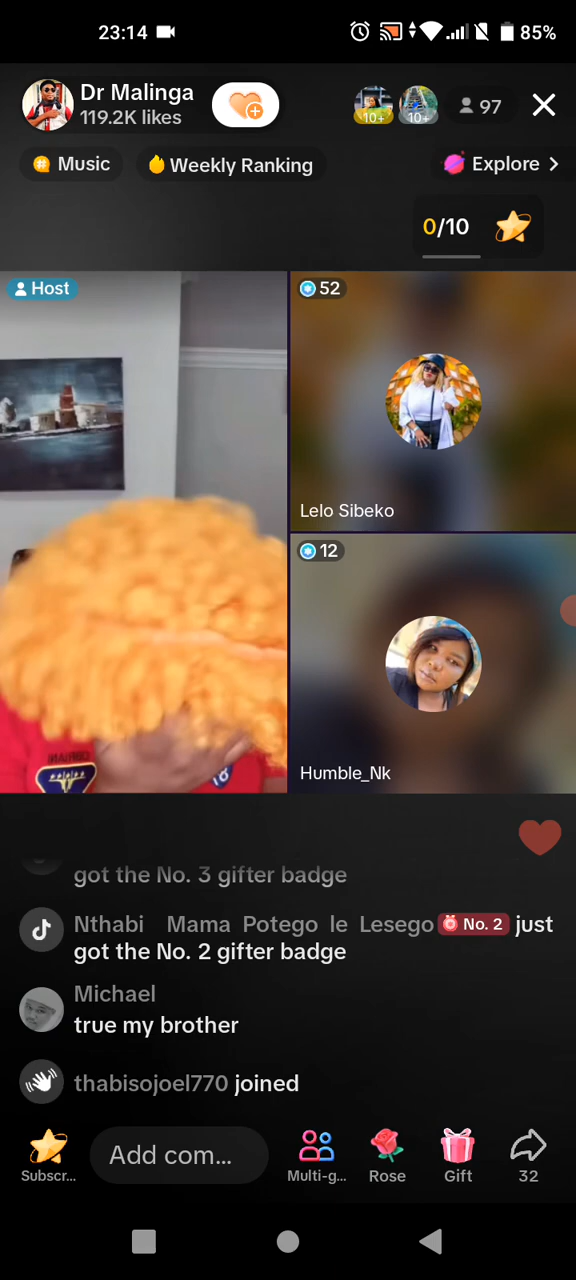 23:14
85%
Dr Malinga
119.2K likes
10+
10+
97
Music
Weekly Ranking
Explore
0/10
Host
52
Lelo Sibeko
12
Humble_Nk
got the No. 3 gifter badge
Nthabi Mama Potego le Lesego No. 2 just
got the No. 2 gifter badge
Michael
true my brother
thabisojoel770 joined
Subscr...
Add com...
Multi-g...
Rose
Gift
32